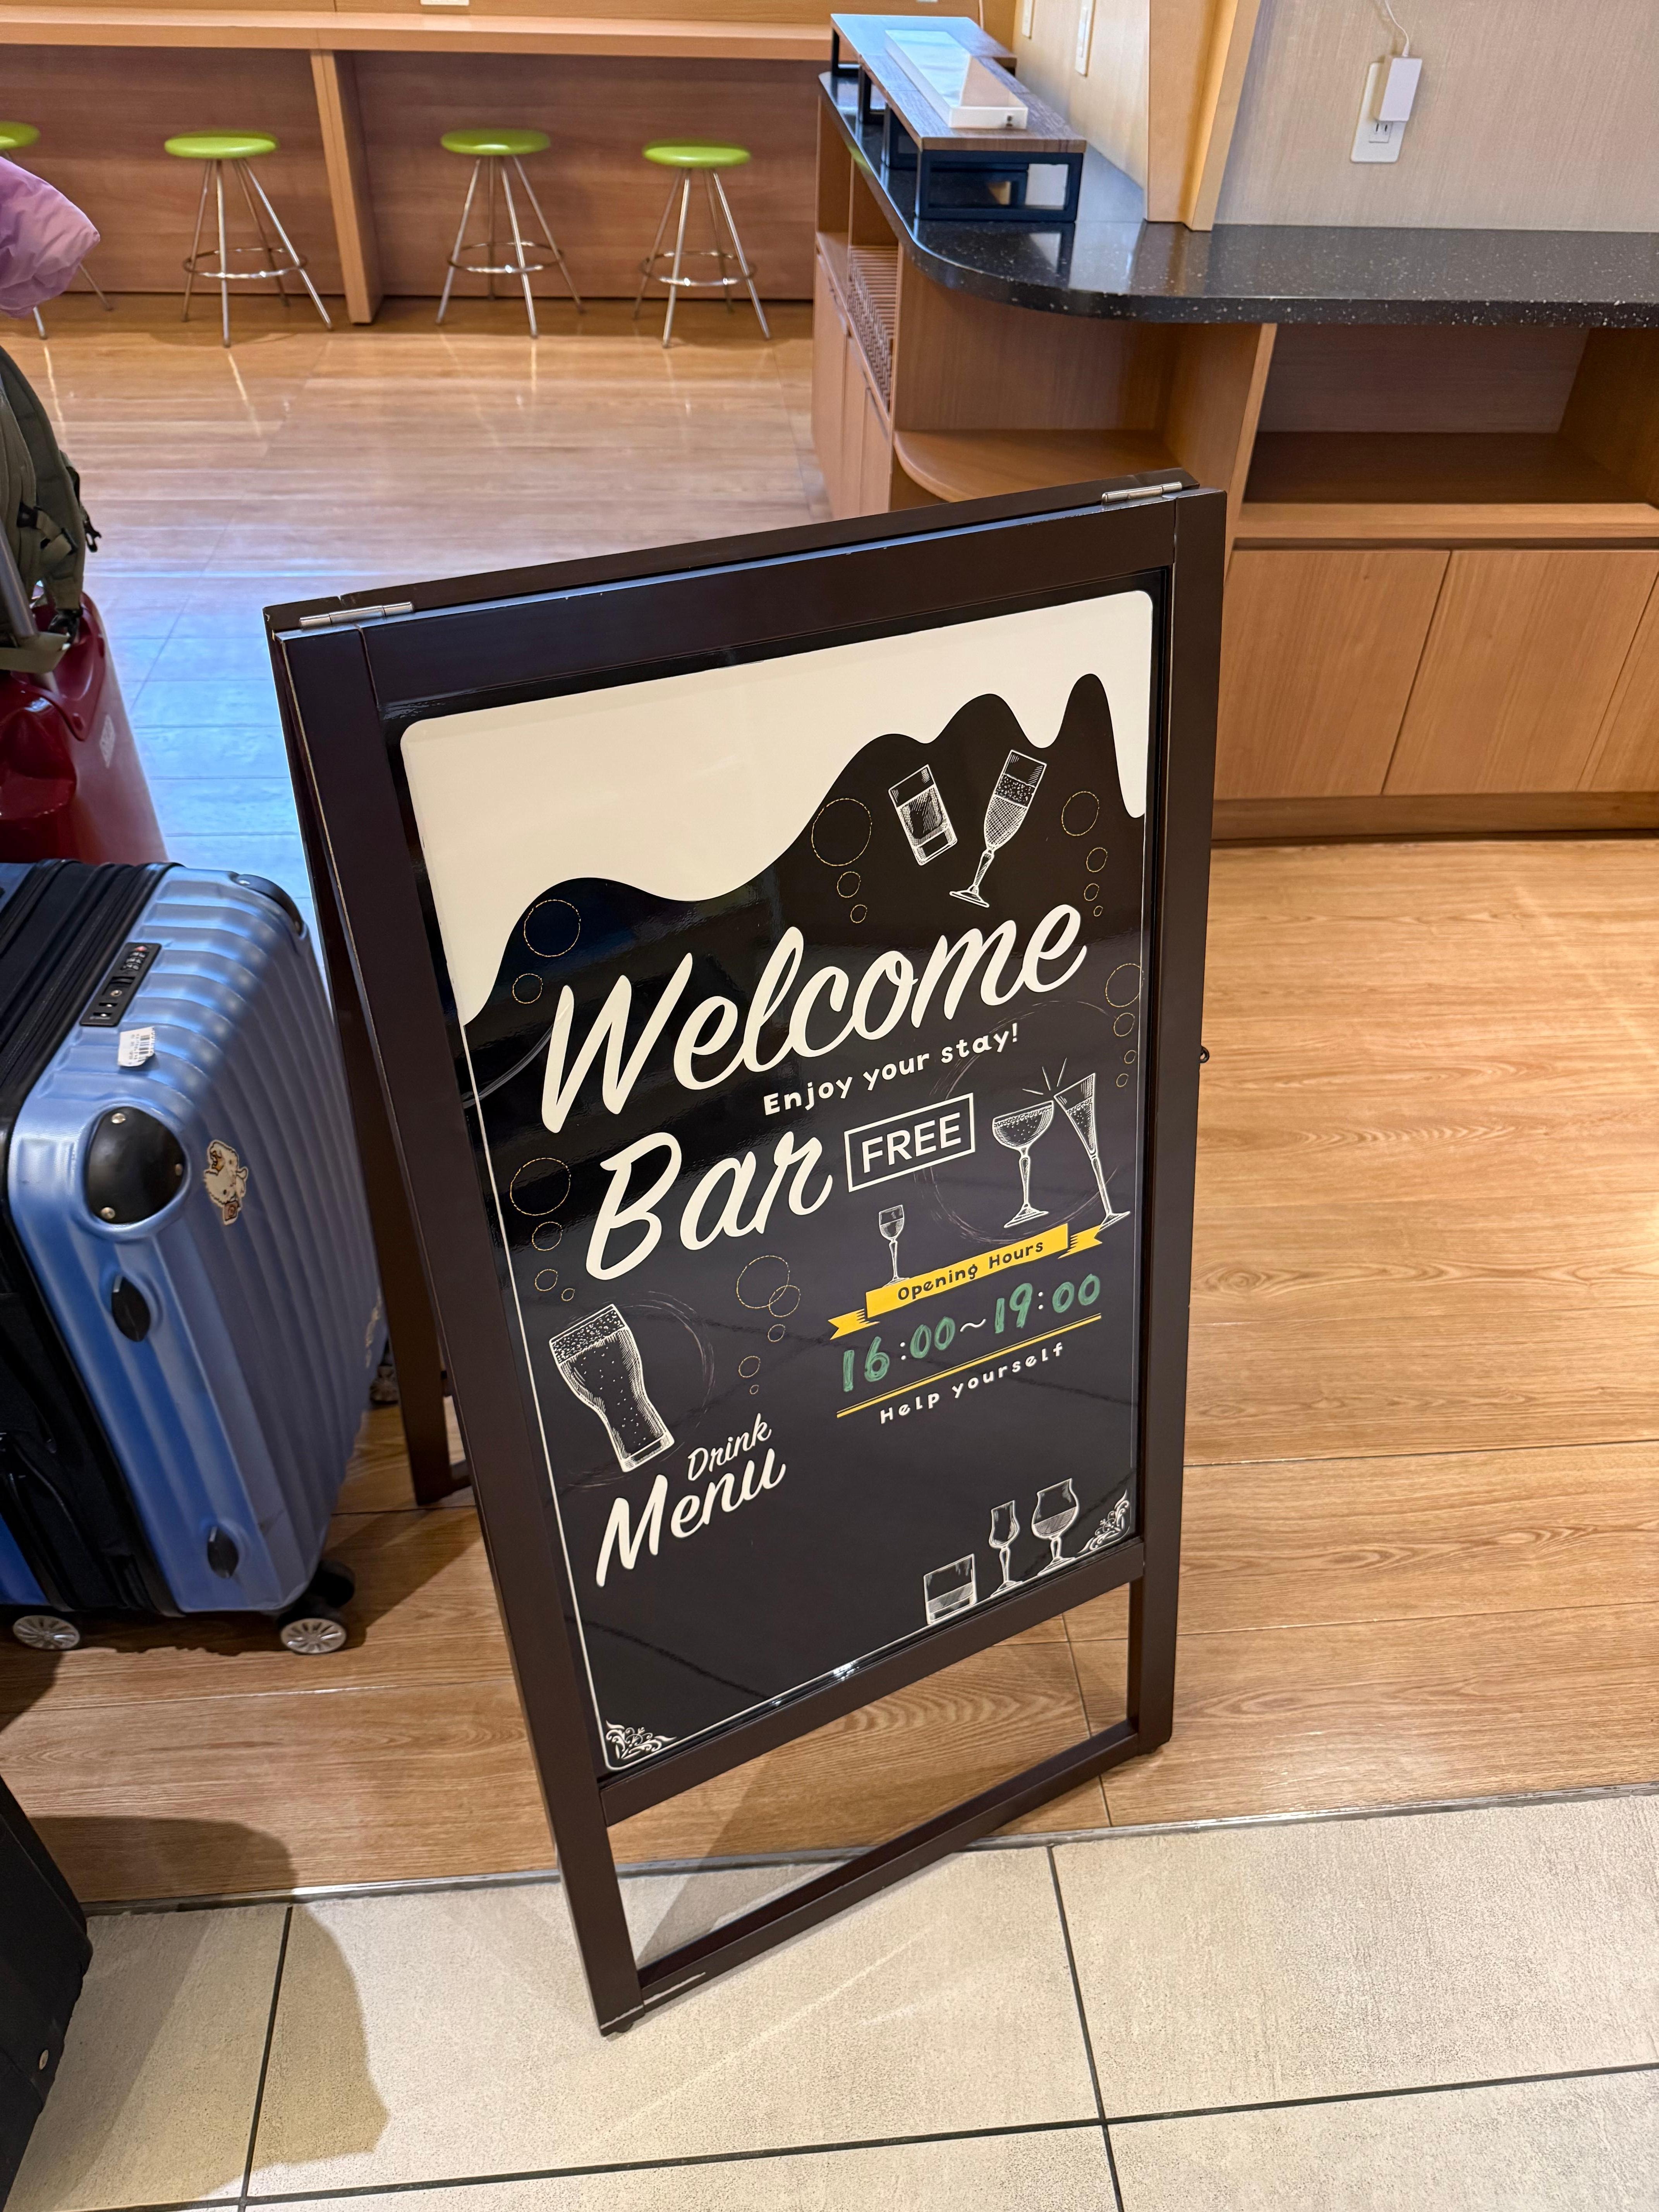 Welcome
Enjoy your stay!
Bar FREE
Opening Hours
16:00~19:00
Help yourself
Drink
Menu